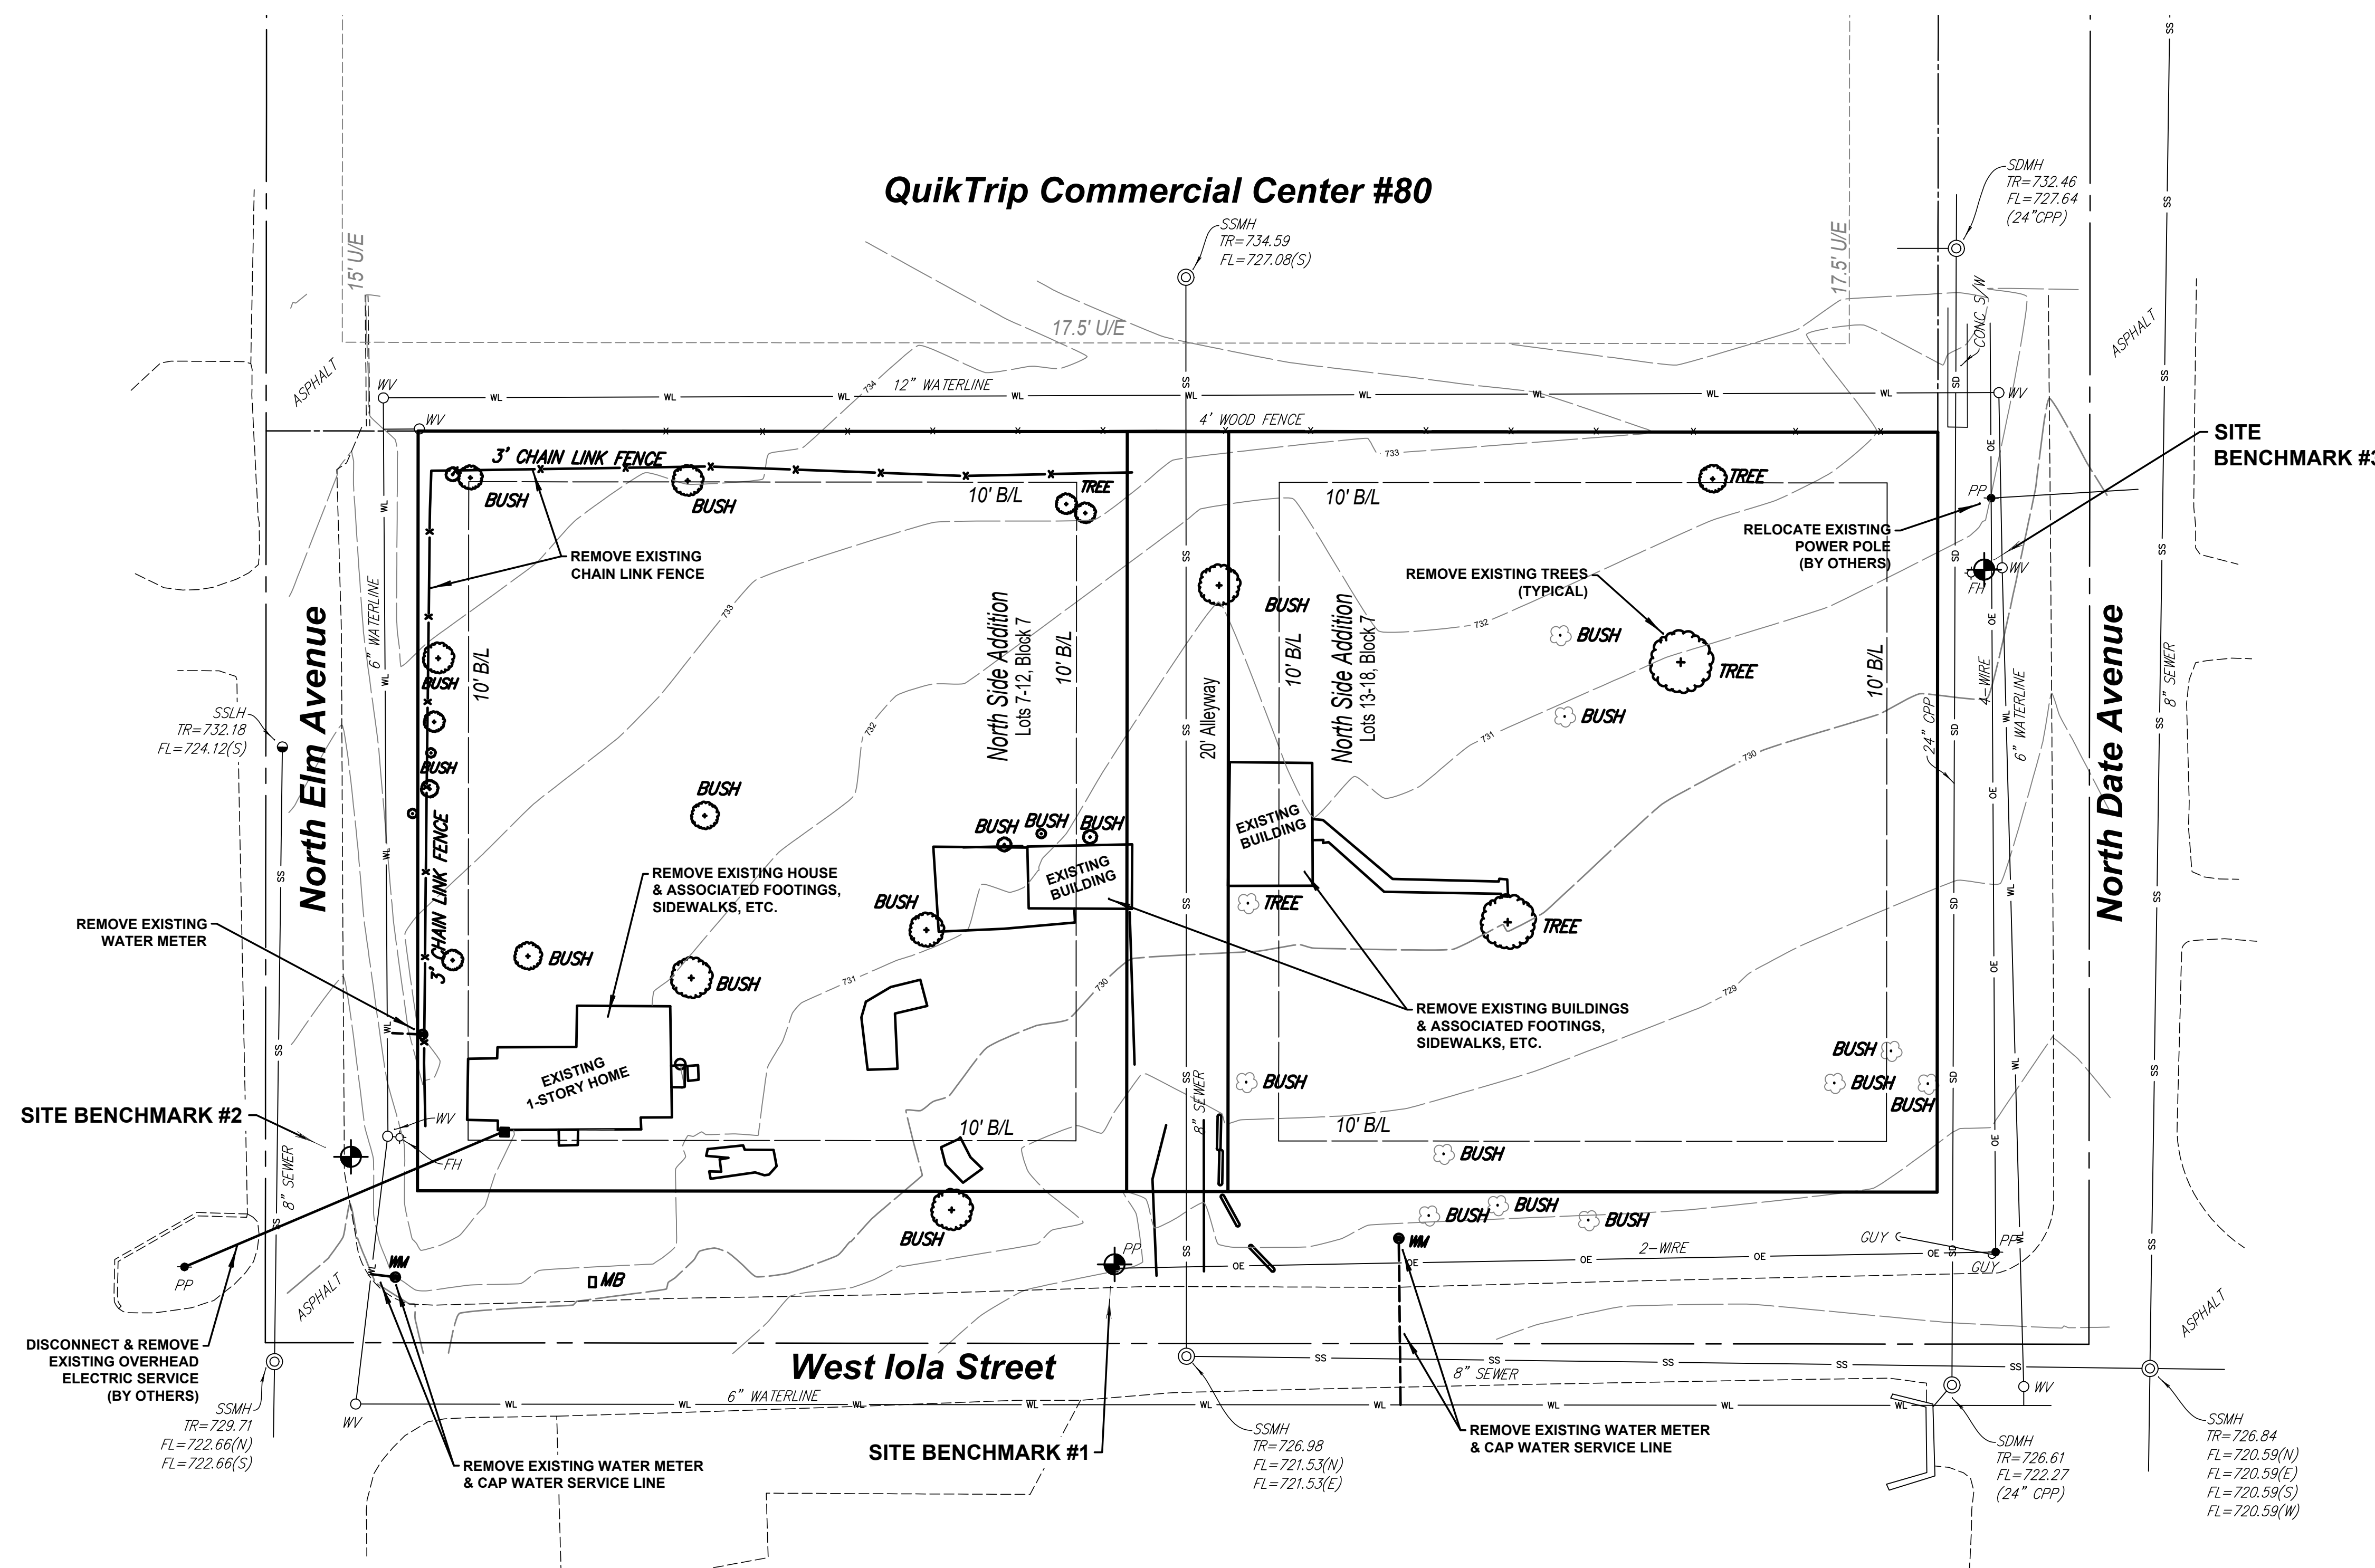 QuikTrip Commercial Center #80
SDMH
TR=732.46
FL=727.64
(24"CPP)
SSMH
TR=734.59
FL=727.08(S)
15' U/E
17.5' U/E
17.5' U/E
CONC S/W
ASPHALT
ASPHALT
WV
12" WATERLINE
734
WV
WV
4' WOOD FENCE
733
SITE
BENCHMARK #3
3' CHAIN LINK FENCE
BUSH
BUSH
10' B/L
TREE
10' B/L
TREE
PP
RELOCATE EXISTING
POWER POLE
(BY OTHERS)
REMOVE EXISTING
CHAIN LINK FENCE
REMOVE EXISTING TREES
(TYPICAL)
WV
FH
6" WATERLINE
733
North Side Addition
Lots 7-12, Block 7
10' B/L
BUSH
10' B/L
North Side Addition
Lots 13-18, Block 7
732
BUSH
TREE
BUSH
10' B/L
4-WIRE
6" WATERLINE
8" SEWER
North Elm Avenue
North Date Avenue
BUSH
10' B/L
SSLH
TR=732.18
FL=724.12(S)
732
20' Alleyway
731
730
24" CPP
BUSH
BUSH
BUSH
BUSH
BUSH
EXISTING
BUILDING
EXISTING
BUILDING
3' CHAIN LINK FENCE
REMOVE EXISTING HOUSE
& ASSOCIATED FOOTINGS,
SIDEWALKS, ETC.
BUSH
TREE
TREE
REMOVE EXISTING
WATER METER
BUSH
BUSH
731
730
729
REMOVE EXISTING BUILDINGS
& ASSOCIATED FOOTINGS,
SIDEWALKS, ETC.
EXISTING
1-STORY HOME
BUSH
BUSH
BUSH
BUSH
8" SEWER
SITE BENCHMARK #2
WV
FH
10' B/L
10' B/L
BUSH
8" SEWER
BUSH
BUSH
BUSH
BUSH
WM
2-WIRE
GUY
PP
GUY
PP
PP
WM
MB
ASPHALT
ASPHALT
DISCONNECT & REMOVE
EXISTING OVERHEAD
ELECTRIC SERVICE
(BY OTHERS)
West Iola Street
8" SEWER
6" WATERLINE
WV
WV
SSMH
TR=729.71
FL=722.66(N)
FL=722.66(S)
REMOVE EXISTING WATER METER
& CAP WATER SERVICE LINE
SITE BENCHMARK #1
SSMH
TR=726.98
FL=721.53(N)
FL=721.53(E)
REMOVE EXISTING WATER METER
& CAP WATER SERVICE LINE
SDMH
TR=726.61
FL=722.27
(24" CPP)
SSMH
TR=726.84
FL=720.59(N)
FL=720.59(E)
FL=720.59(S)
FL=720.59(W)